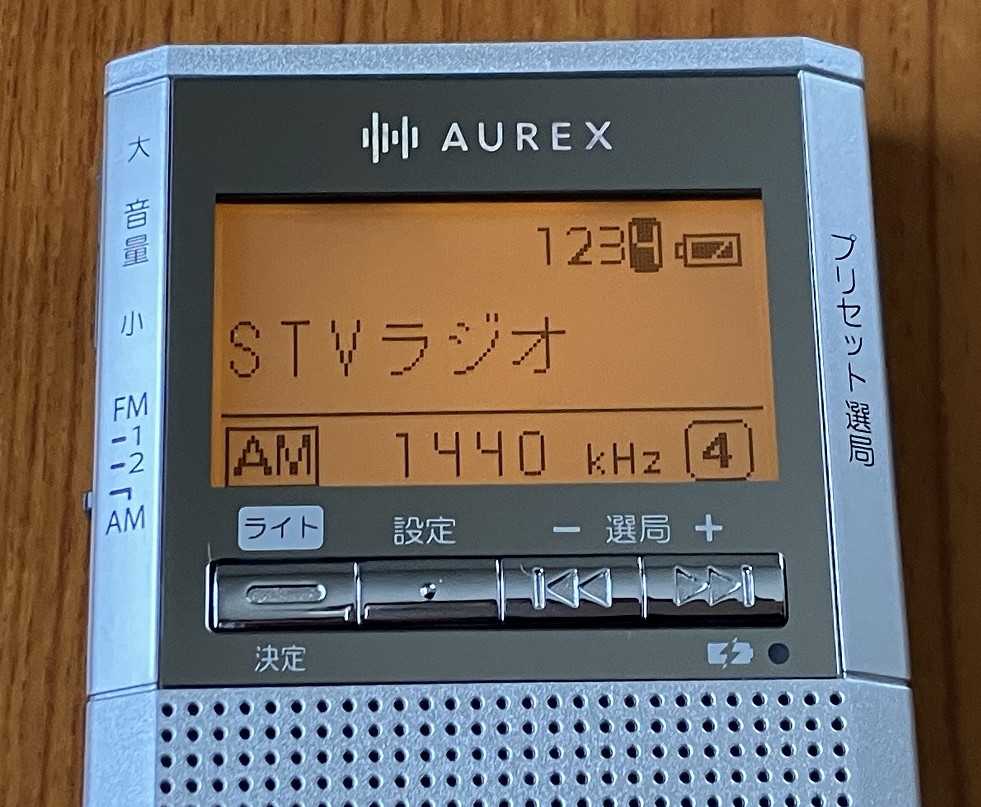 AUREX
大
音量
小
FM
1
2
AM
1234
STVラジオ
AM 1440 kHz 4
プリセット選局
ライト 設定 － 選局 ＋
決定